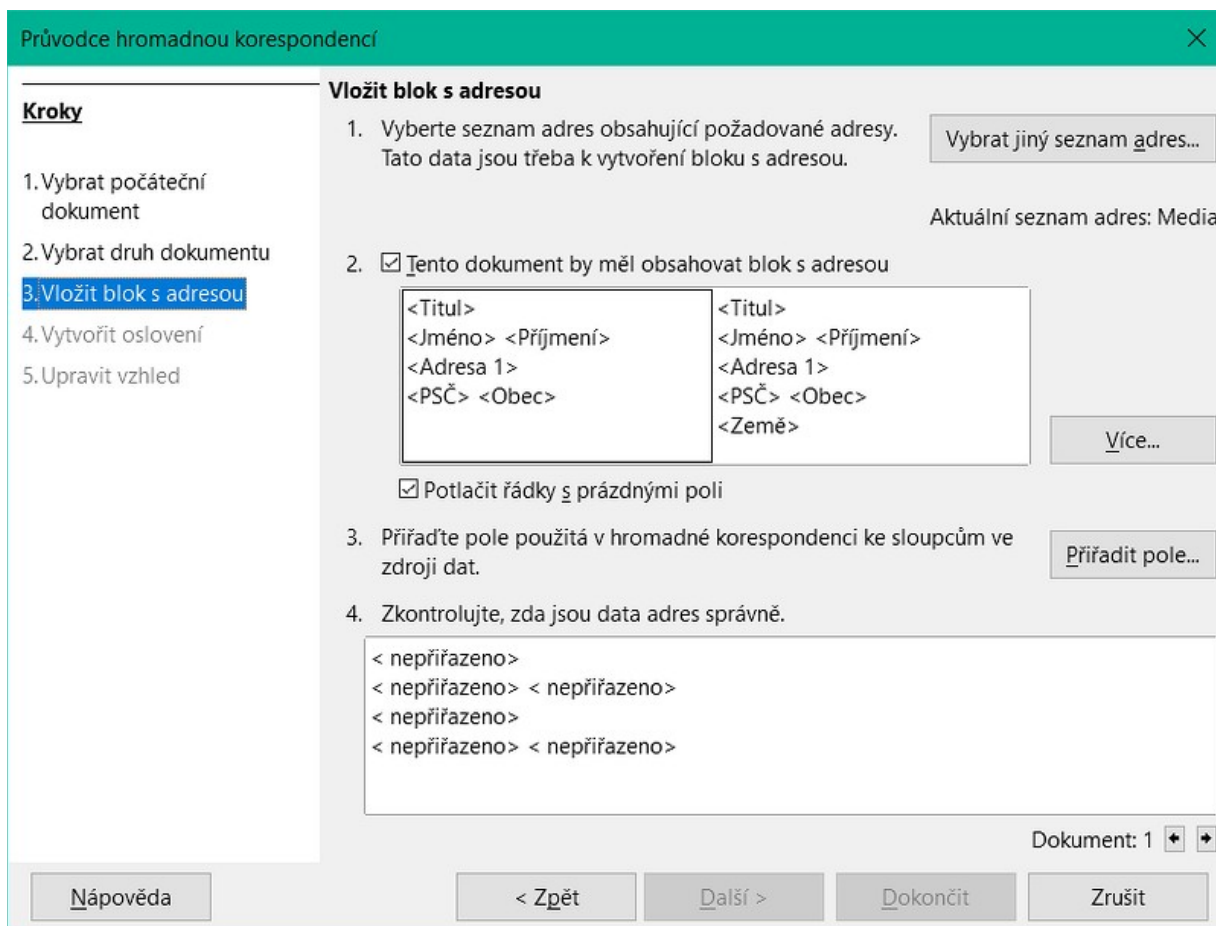 Průvodce hromadnou korespondencí
Kroky
1. Vybrat počáteční
dokument
2. Vybrat druh dokumentu
3. Vložit blok s adresou
4. Vytvořit oslovení
5. Upravit vzhled
Vložit blok s adresou
1. Vyberte seznam adres obsahující požadované adresy.
Tato data jsou třeba k vytvoření bloku s adresou.
Vybrat jiný seznam adres...
Aktuální seznam adres: Media
2. Tento dokument by měl obsahovat blok s adresou
<Titul>
<Jméno> <Příjmení>
<Adresa 1>
<PSČ> <Obec>
<Titul>
<Jméno> <Příjmení>
<Adresa 1>
<PSČ> <Obec>
<Země>
Více...
Potlačit řádky s prázdnými poli
3. Přiřaďte pole použitá v hromadné korespondenci ke sloupcům ve
zdroji dat.
Přiřadit pole...
4. Zkontrolujte, zda jsou data adres správně.
< nepřiřazeno>
< nepřiřazeno> < nepřiřazeno>
< nepřiřazeno>
< nepřiřazeno> < nepřiřazeno>
Dokument: 1
Nápověda
< Zpět
Další >
Dokončit
Zrušit